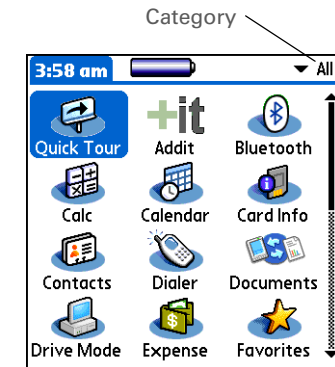 Category
3:58 am All
Quick Tour Addit Bluetooth
+it
Calc Calendar Card Info
Contacts Dialer Documents
Drive Mode Expense Favorites